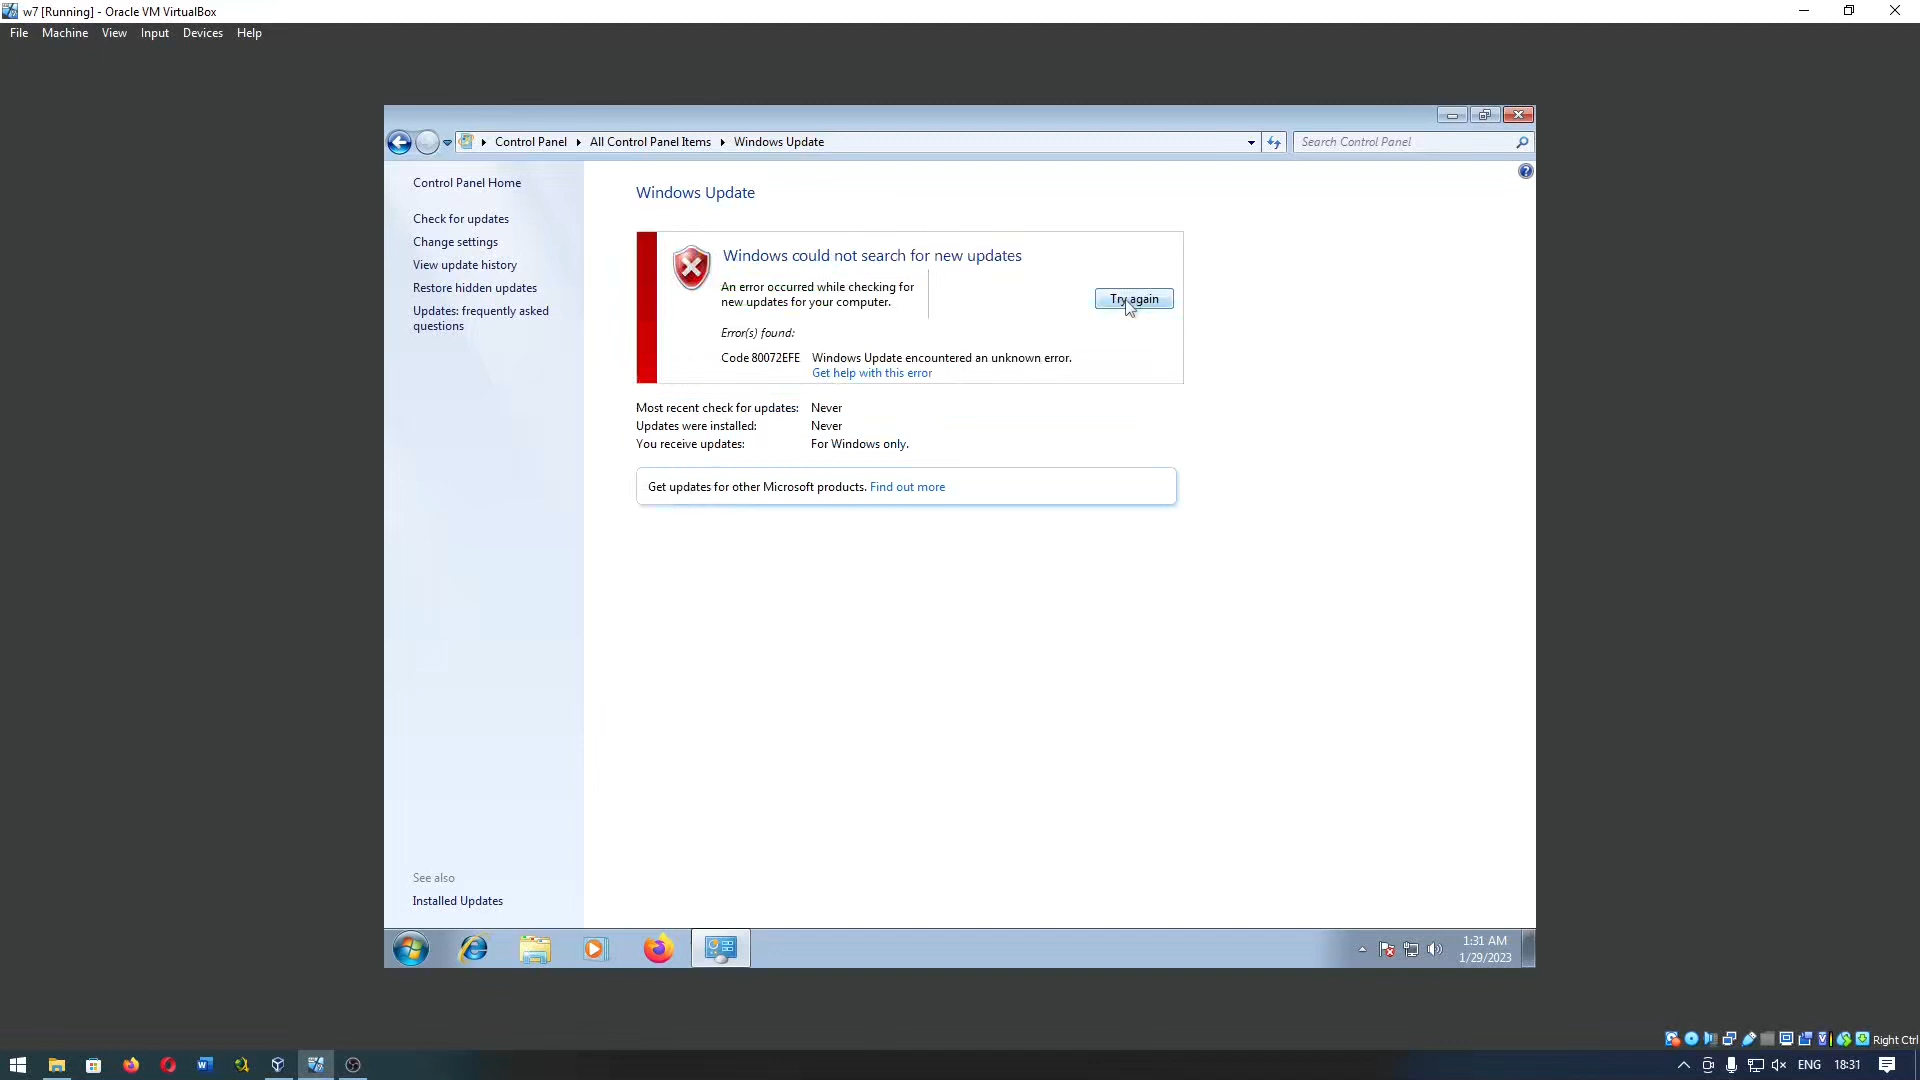 w7 [Running] - Oracle VM VirtualBox
File Machine View Input Devices Help
Control Panel All Control Panel Items Windows Update
Search Control Panel
Control Panel Home
Check for updates
Change settings
View update history
Restore hidden updates
Updates: frequently asked
questions
Windows Update
Windows could not search for new updates
An error occurred while checking for
new updates for your computer.
Try again
Error(s) found:
Code 80072EFE Windows Update encountered an unknown error.
Get help with this error
Most recent check for updates: Never
Updates were installed: Never
You receive updates: For Windows only.
Get updates for other Microsoft products. Find out more
See also
Installed Updates
1:31 AM
1/29/2023
Right Ctrl
ENG 18:31